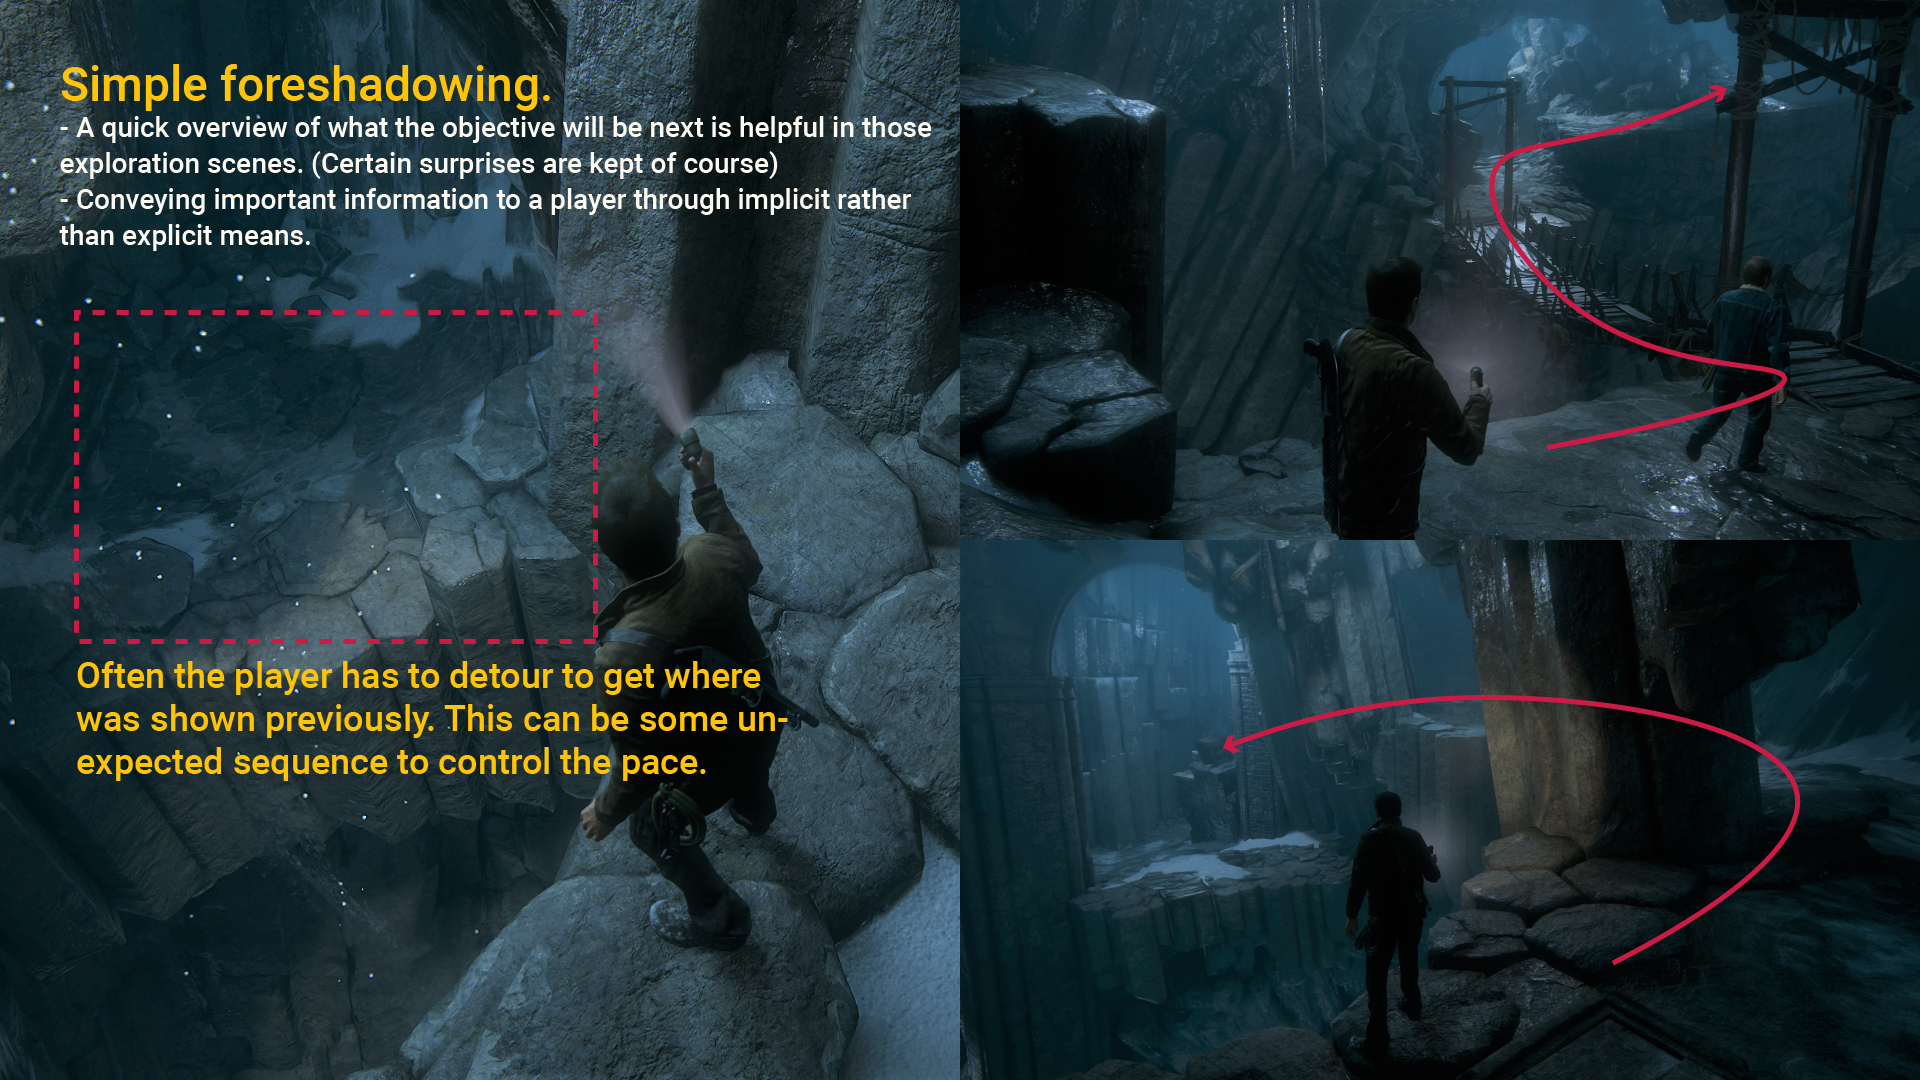 Simple foreshadowing.
- A quick overview of what the objective will be next is helpful in those
exploration scenes. (Certain surprises are kept of course)
- Conveying important information to a player through implicit rather
than explicit means.
Often the player has to detour to get where
was shown previously. This can be some un-
expected sequence to control the pace.